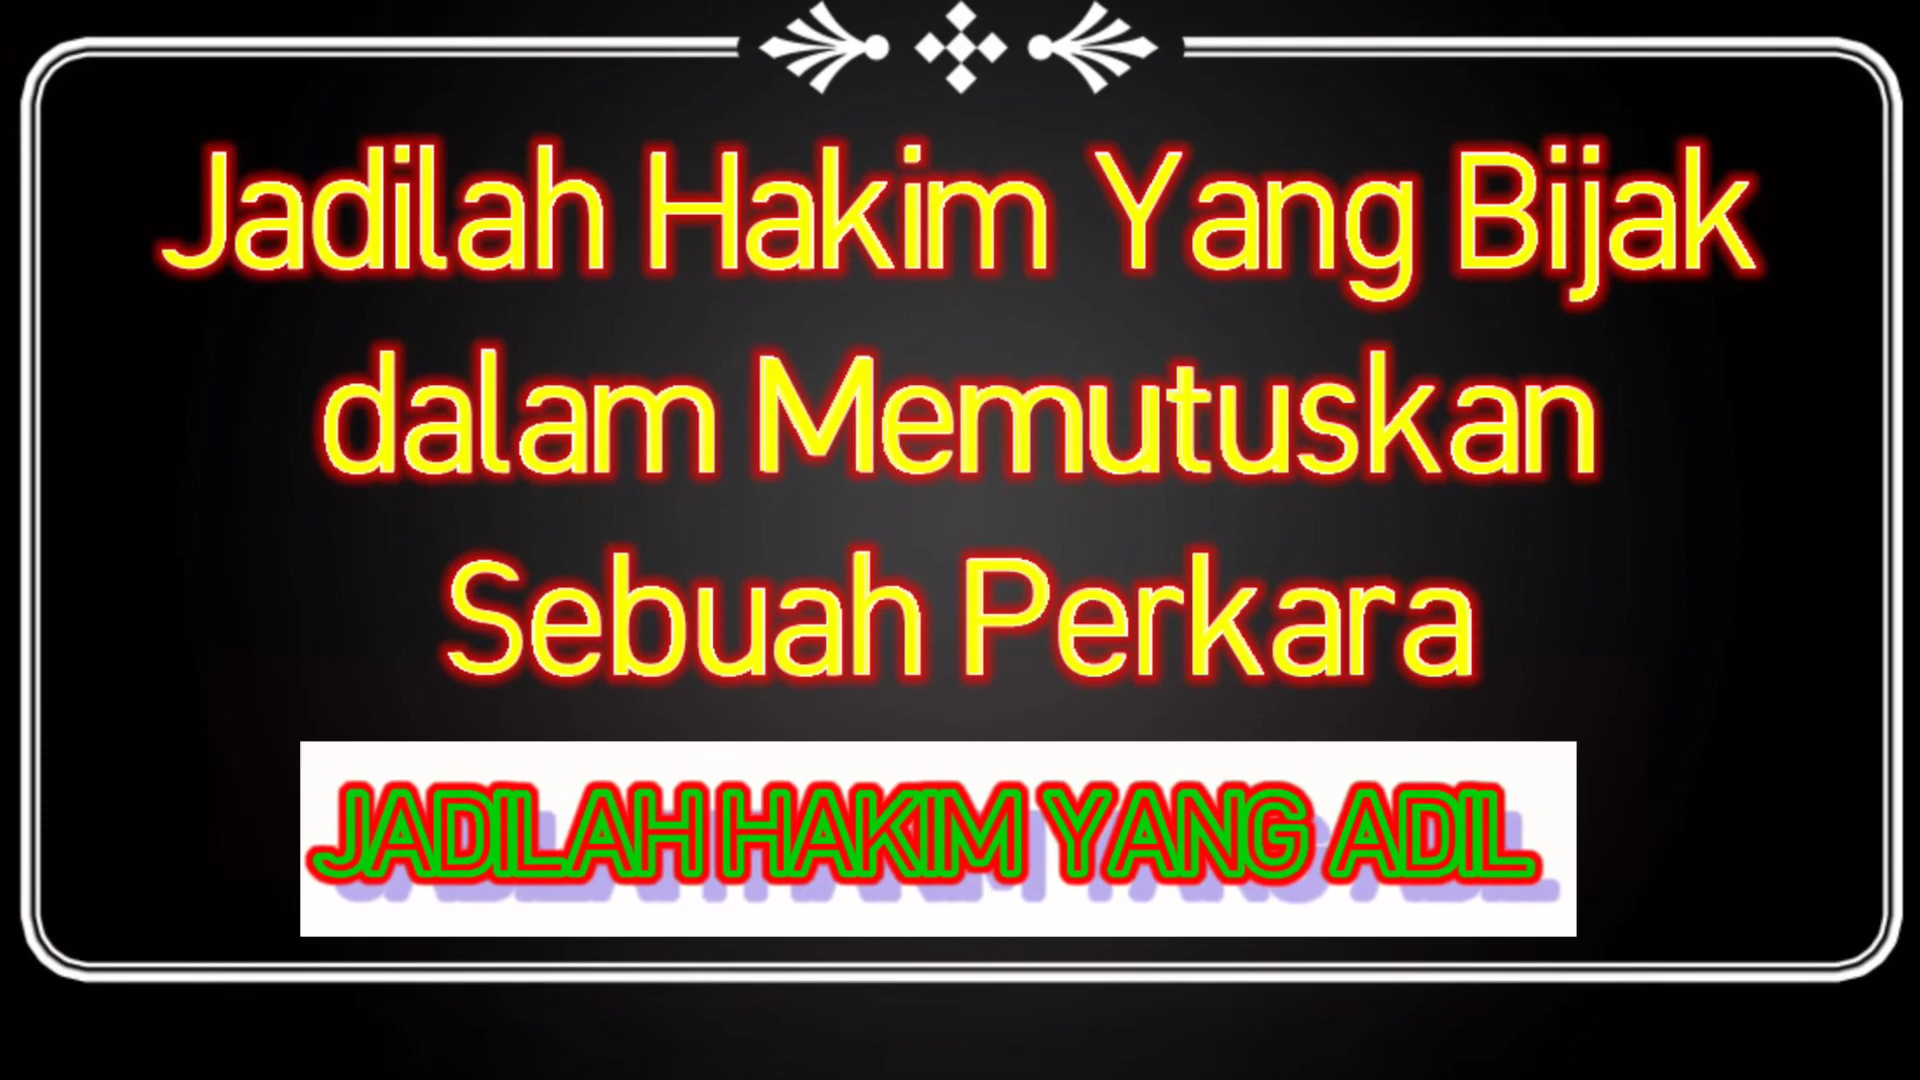 Jadilah Hakim Yang Bijak
dalam Memutuskan
Sebuah Perkara
JADILAH HAKIM YANG ADIL